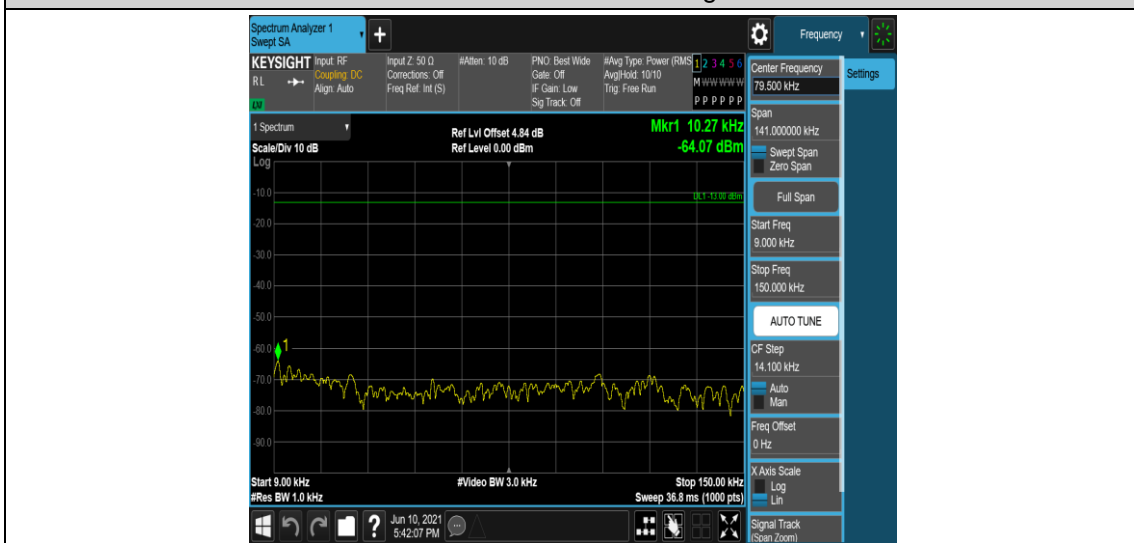 Spectrum Analyzer 1
Swept SA
+
Frequency
KEYSIGHT
RL
LV
Input: RF
Coupling: DC
Align: Auto
Input Z: 50 Ω
Corrections: Off
Freq Ref: Int (S)
#Atten: 10 dB
PNO: Best Wide
Gate: Off
IF Gain: Low
Sig Track: Off
#Avg Type: Power (RMS
Avg|Hold: 10/10
Trig: Free Run
1 2 3 4 5 6
M W W W W W
P P P P P P
Center Frequency
79.500 kHz
Settings
Span
141.000000 kHz
Swept Span
Zero Span
Full Span
Start Freq
9.000 kHz
Stop Freq
150.000 kHz
AUTO TUNE
CF Step
14.100 kHz
Auto
Man
Freq Offset
0 Hz
X Axis Scale
Log
Lin
Signal Track
(Span Zoom)
1 Spectrum
Scale/Div 10 dB
Log
Ref Lvl Offset 4.84 dB
Ref Level 0.00 dBm
Mkr1 10.27 kHz
-64.07 dBm
DL1 -13.00 dBm
-10.0
-20.0
-30.0
-40.0
-50.0
-60.0
1
-70.0
-80.0
-90.0
Start 9.00 kHz
#Res BW 1.0 kHz
#Video BW 3.0 kHz
Stop 150.00 kHz
Sweep 36.8 ms (1000 pts)
?
Jun 10, 2021
5:42:07 PM